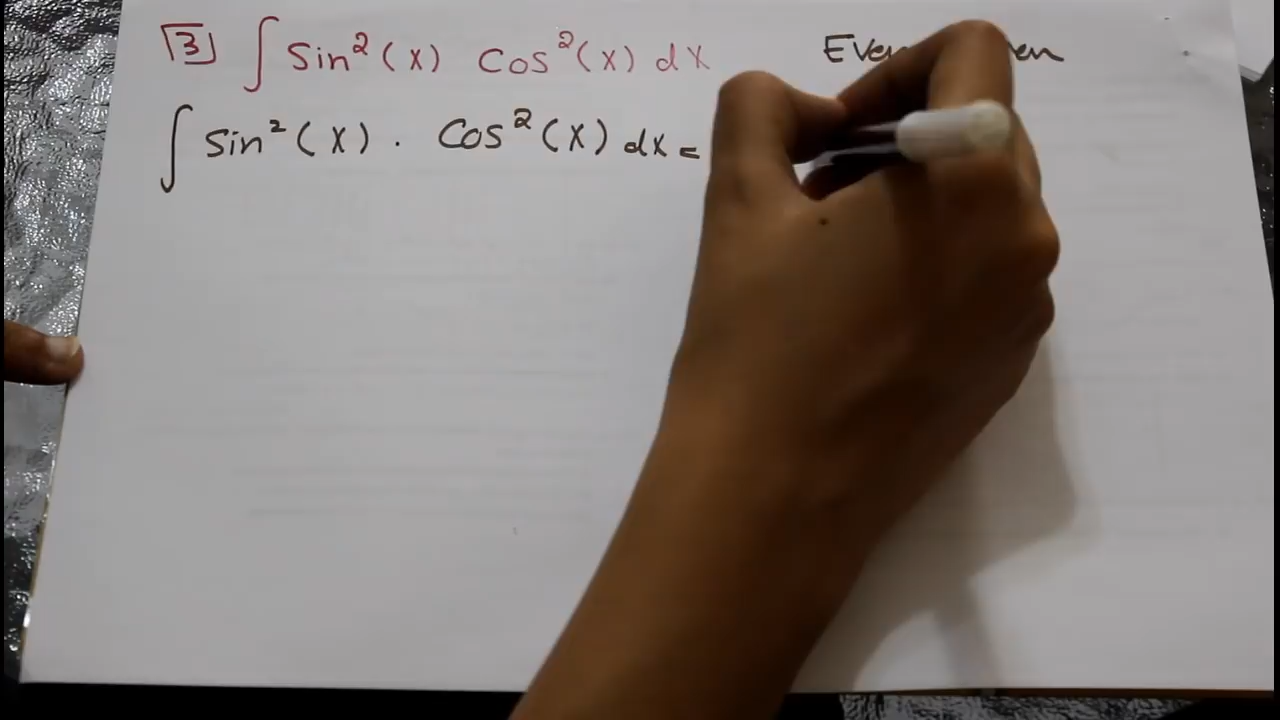 3 ∫ Sin²(x) Cos²(x) dx
∫ Sin²(x) . Cos²(x) dx =